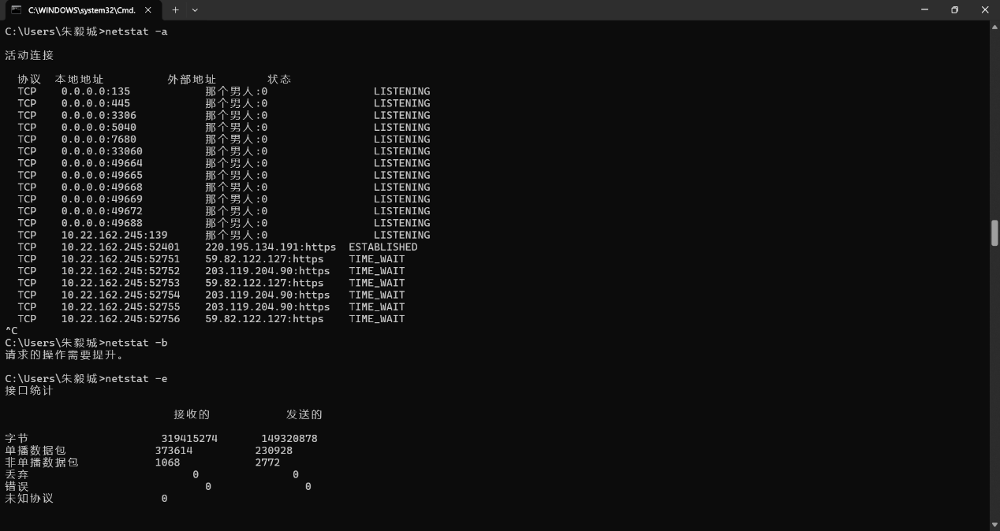 C:\WINDOWS\system32\Cmd.
C:\Users\朱毅城>netstat -a
活动连接
协议 本地地址 外部地址 状态
TCP 0.0.0.0:135 那个男人:0 LISTENING
TCP 0.0.0.0:445 那个男人:0 LISTENING
TCP 0.0.0.0:3306 那个男人:0 LISTENING
TCP 0.0.0.0:5040 那个男人:0 LISTENING
TCP 0.0.0.0:7680 那个男人:0 LISTENING
TCP 0.0.0.0:33060 那个男人:0 LISTENING
TCP 0.0.0.0:49664 那个男人:0 LISTENING
TCP 0.0.0.0:49665 那个男人:0 LISTENING
TCP 0.0.0.0:49668 那个男人:0 LISTENING
TCP 0.0.0.0:49669 那个男人:0 LISTENING
TCP 0.0.0.0:49672 那个男人:0 LISTENING
TCP 0.0.0.0:49688 那个男人:0 LISTENING
TCP 10.22.162.245:139 那个男人:0 LISTENING
TCP 10.22.162.245:52401 220.195.134.191:https ESTABLISHED
TCP 10.22.162.245:52751 59.82.122.127:https TIME_WAIT
TCP 10.22.162.245:52752 203.119.204.90:https TIME_WAIT
TCP 10.22.162.245:52753 59.82.122.127:https TIME_WAIT
TCP 10.22.162.245:52754 203.119.204.90:https TIME_WAIT
TCP 10.22.162.245:52755 203.119.204.90:https TIME_WAIT
TCP 10.22.162.245:52756 59.82.122.127:https TIME_WAIT
^C
C:\Users\朱毅城>netstat -b
请求的操作需要提升。
C:\Users\朱毅城>netstat -e
接口统计
接收的 发送的
字节 319415274 149320878
单播数据包 373614 230928
非单播数据包 1068 2772
丢弃 0 0
错误 0 0
未知协议 0